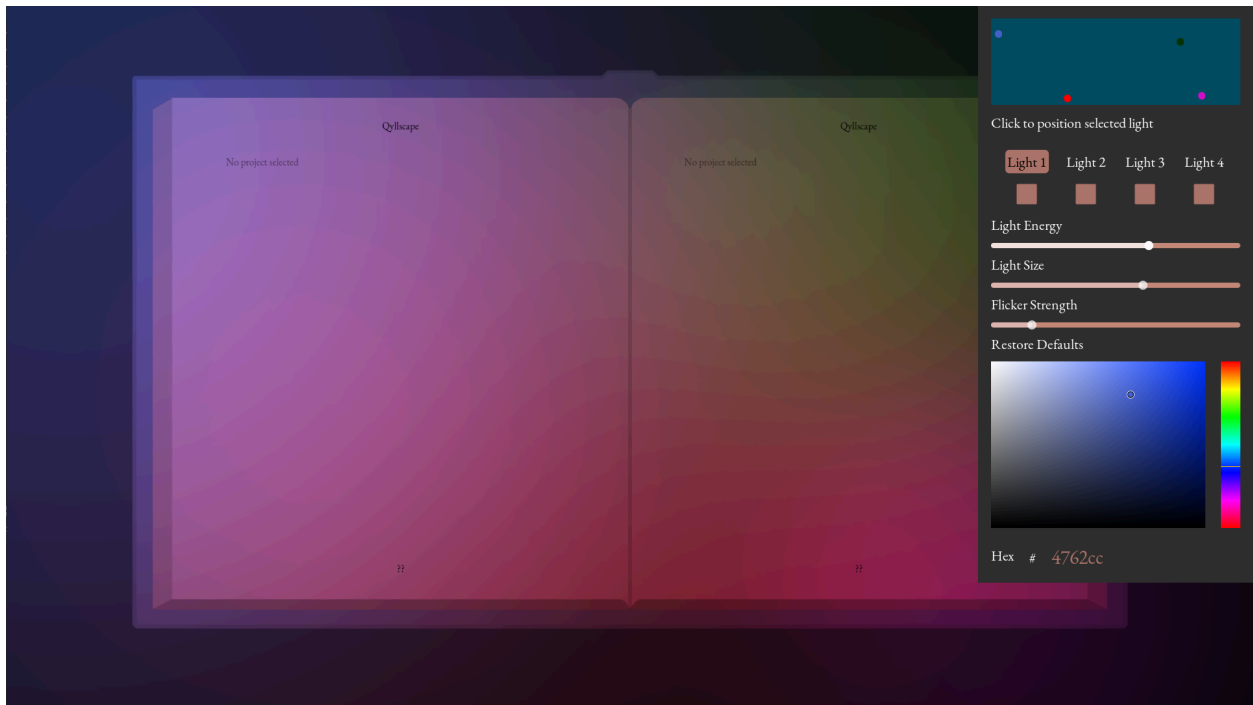 Qyllscape
No project selected
??
Qyllscape
No project selected
??
Click to position selected light
Light 1 Light 2 Light 3 Light 4
Light Energy
Light Size
Flicker Strength
Restore Defaults
Hex # 4762cc